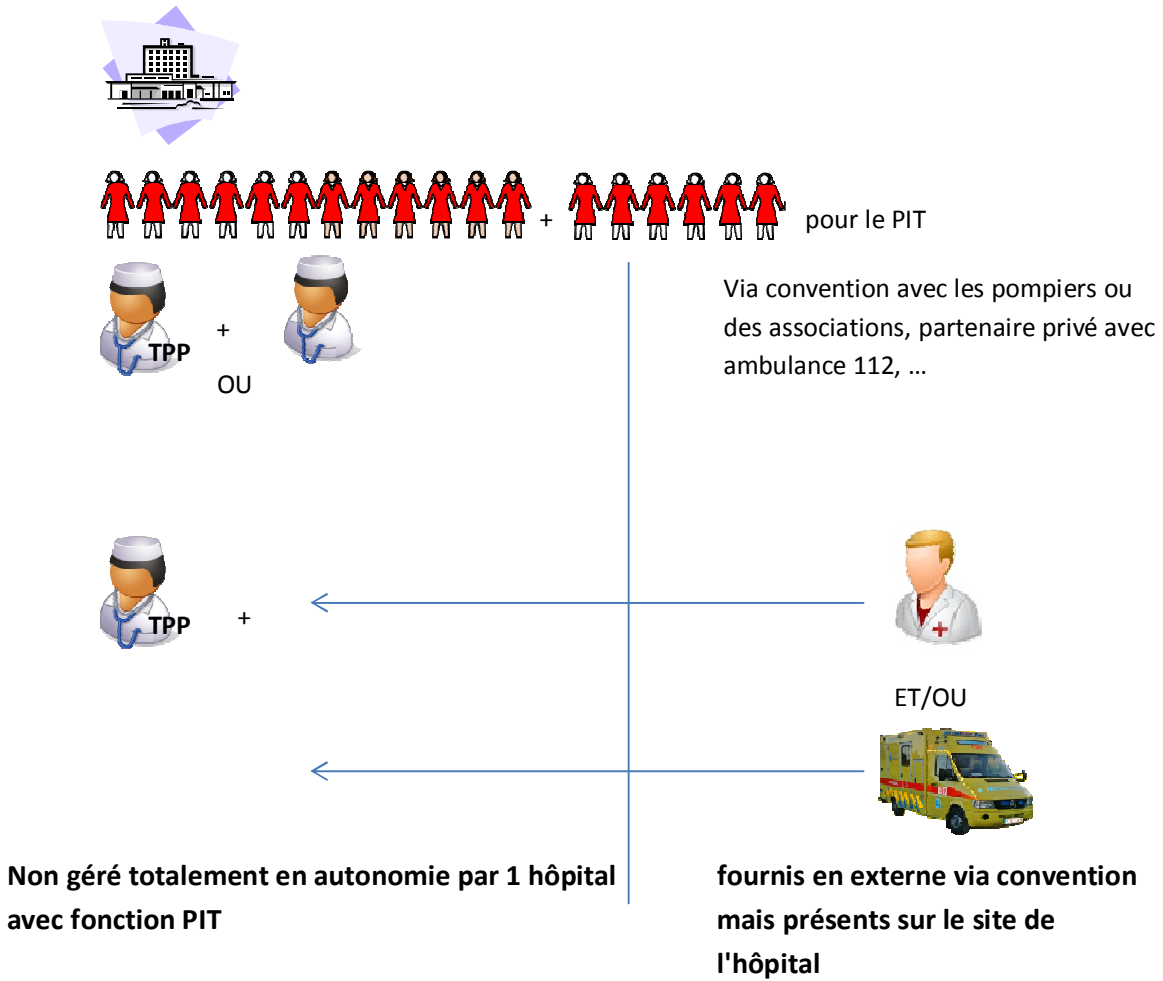 + pour le PIT
Via convention avec les pompiers ou
des associations, partenaire privé avec
ambulance 112, ...
TPP +
OU
TPP +
ET/OU
Non géré totalement en autonomie par 1 hôpital
avec fonction PIT
fournis en externe via convention
mais présents sur le site de
l'hôpital